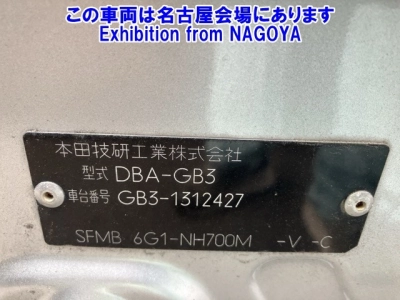 この車両は名古屋会場にあります
Exhibition from NAGOYA
本田技研工業株式会社
型式 DBA-GB3
車台番号 GB3-1312427
SFMB 6G1-NH700M -V -C